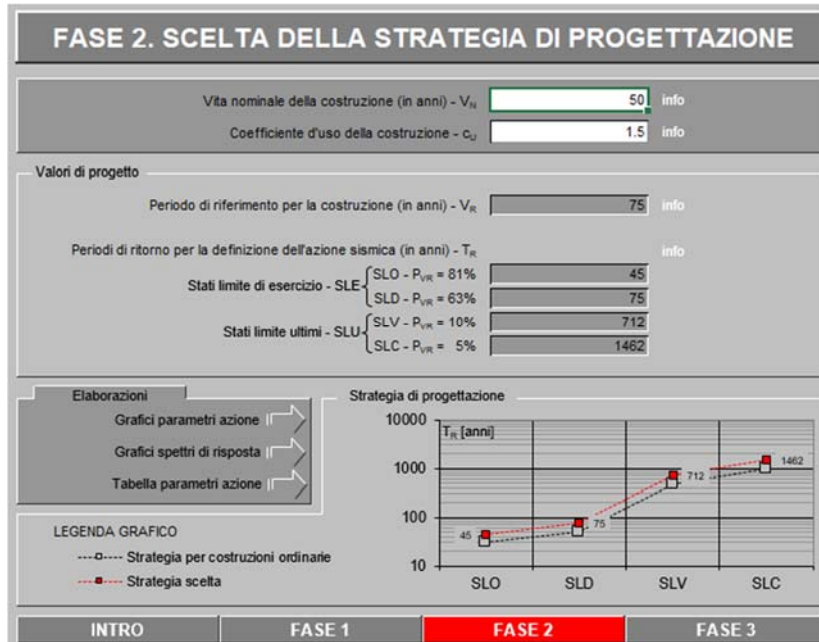 FASE 2. SCELTA DELLA STRATEGIA DI PROGETTAZIONE
Vita nominale della costruzione (in anni) - VN 50 info
Coefficiente d'uso della costruzione - cU 1.5 info
Valori di progetto
Periodo di riferimento per la costruzione (in anni) - VR 75 info
Periodi di ritorno per la definizione dell'azione sismica (in anni) - TR info
Stati limite di esercizio - SLE
SLO - PVR = 81% 45
SLD - PVR = 63% 75
Stati limite ultimi - SLU
SLV - PVR = 10% 712
SLC - PVR = 5% 1462
Elaborazioni
Grafici parametri azione
Grafici spettri di risposta
Tabella parametri azione
LEGENDA GRAFICO
Strategia per costruzioni ordinarie
Strategia scelta
Strategia di progettazione
TR [anni]
10000
1000
100
10
45
75
712
1462
SLO SLD SLV SLC
INTRO FASE 1 FASE 2 FASE 3